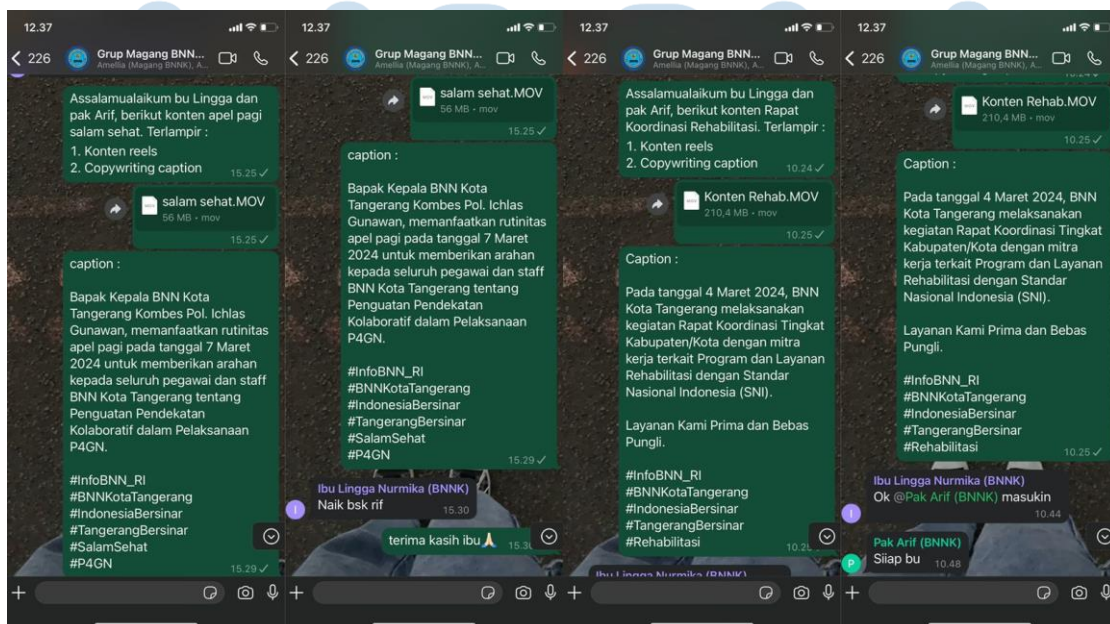 12.37
226
Grup Magang BNN...
Amellia (Magang BNNK), A...
Assalamualaikum bu Lingga dan
pak Arif, berikut konten apel pagi
salam sehat. Terlampir :
1. Konten reels
2. Copywriting caption
15.25
salam sehat.MOV
56 MB • mov
15.25
caption :
Bapak Kepala BNN Kota
Tangerang Kombes Pol. Ichlas
Gunawan, memanfaatkan rutinitas
apel pagi pada tanggal 7 Maret
2024 untuk memberikan arahan
kepada seluruh pegawai dan staff
BNN Kota Tangerang tentang
Penguatan Pendekatan
Kolaboratif dalam Pelaksanaan
P4GN.
#InfoBNN_RI
#BNNKotaTangerang
#IndonesiaBersinar
#TangerangBersinar
#SalamSehat
#P4GN
15.29
12.37
226
Grup Magang BNN...
Amellia (Magang BNNK), A...
salam sehat.MOV
56 MB • mov
15.25
caption :
Bapak Kepala BNN Kota
Tangerang Kombes Pol. Ichlas
Gunawan, memanfaatkan rutinitas
apel pagi pada tanggal 7 Maret
2024 untuk memberikan arahan
kepada seluruh pegawai dan staff
BNN Kota Tangerang tentang
Penguatan Pendekatan
Kolaboratif dalam Pelaksanaan
P4GN.
#InfoBNN_RI
#BNNKotaTangerang
#IndonesiaBersinar
#TangerangBersinar
#SalamSehat
#P4GN
15.29
Ibu Lingga Nurmika (BNNK)
Naik bsk rif
15.30
terima kasih ibu🙏
12.37
226
Grup Magang BNN...
Amellia (Magang BNNK), A...
Assalamualaikum bu Lingga dan
pak Arif, berikut konten Rapat
Koordinasi Rehabilitasi. Terlampir :
1. Konten reels
2. Copywriting caption
10.24
Konten Rehab.MOV
210,4 MB • mov
10.25
Caption :
Pada tanggal 4 Maret 2024, BNN
Kota Tangerang melaksanakan
kegiatan Rapat Koordinasi Tingkat
Kabupaten/Kota dengan mitra
kerja terkait Program dan Layanan
Rehabilitasi dengan Standar
Nasional Indonesia (SNI).
Layanan Kami Prima dan Bebas
Pungli.
#InfoBNN_RI
#BNNKotaTangerang
#IndonesiaBersinar
#TangerangBersinar
#Rehabilitasi
Ibu Lingga Nurmika (BNNK)
12.37
226
Grup Magang BNN...
Amellia (Magang BNNK), A...
Konten Rehab.MOV
210,4 MB • mov
10.25
Caption :
Pada tanggal 4 Maret 2024, BNN
Kota Tangerang melaksanakan
kegiatan Rapat Koordinasi Tingkat
Kabupaten/Kota dengan mitra
kerja terkait Program dan Layanan
Rehabilitasi dengan Standar
Nasional Indonesia (SNI).
Layanan Kami Prima dan Bebas
Pungli.
#InfoBNN_RI
#BNNKotaTangerang
#IndonesiaBersinar
#TangerangBersinar
#Rehabilitasi
10.25
Ibu Lingga Nurmika (BNNK)
Ok @Pak Arif (BNNK) masukin
10.44
Pak Arif (BNNK)
Siiap bu
10.48